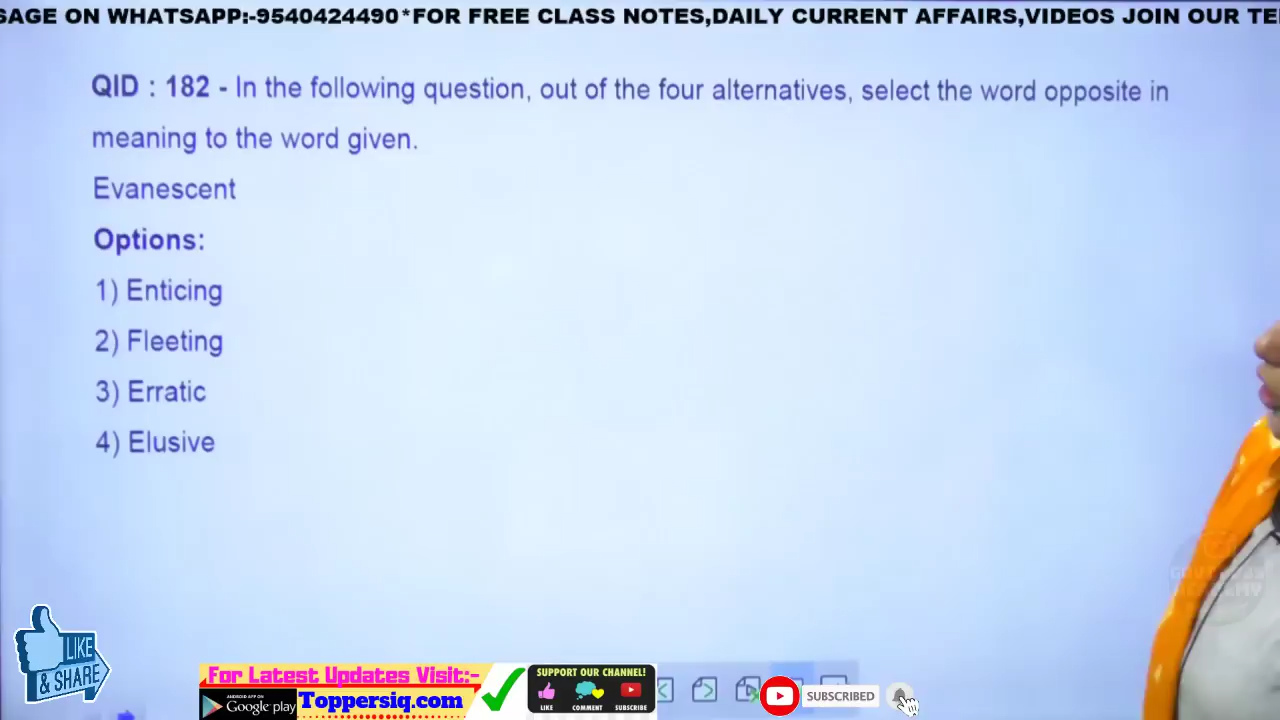 SAGE ON WHATSAPP:-9540424490*FOR FREE CLASS NOTES,DAILY CURRENT AFFAIRS,VIDEOS JOIN OUR TE
QID : 182 - In the following question, out of the four alternatives, select the word opposite in
meaning to the word given.
Evanescent
Options:
1) Enticing
2) Fleeting
3) Erratic
4) Elusive
LIKE
& SHARE
For Latest Updates Visit:-
ANDROID APP ON
Google play
Toppersiq.com
SUPPORT OUR CHANNEL!
LIKE COMMENT SUBSCRIBE
SUBSCRIBED